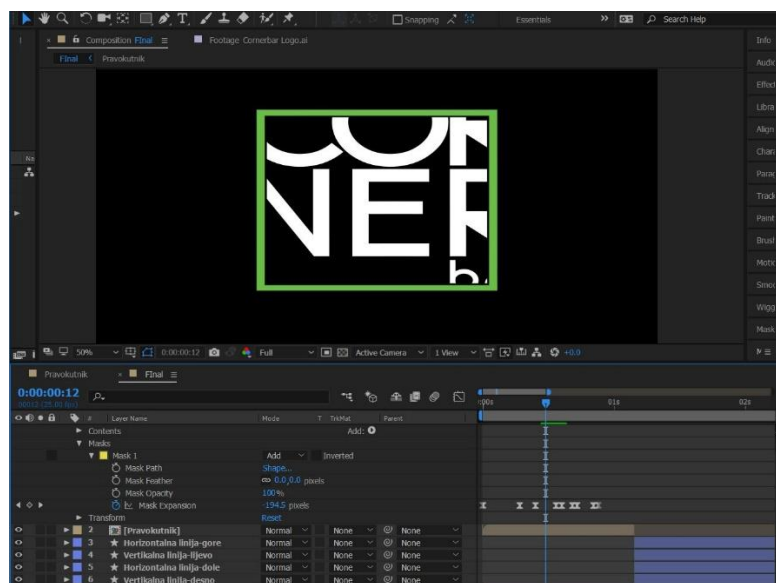 Snapping
Essentials
Search Help
Composition FInal
Footage Cornerbar Logo.ai
Info
FInal
Pravokutnik
Audio
Effec
Libra
Align
Chara
Parag
Track
Paint
Brush
Motio
Smoo
Wigg
Mask
Na
CON
NER
b
50%
0:00:00:12
Full
Active Camera
1 View
+0.0
Pravokutnik
FInal
0:00:00:12
:00s
01s
02s
# Layer Name
Mode
T TrkMat
Parent
Contents
Add:
Masks
Mask 1
Add
Inverted
Mask Path
Shape...
Mask Feather
0.0,0.0 pixels
Mask Opacity
100%
Mask Expansion
-194.5 pixels
Transform
Reset
2 [Pravokutnik] Normal None None
3 Horizontalna linija-gore Normal None None
4 Vertikalna linija-lijevo Normal None None
5 Horizontalna linija-dole Normal None None
6 Vertikalna linija-desno Normal None None